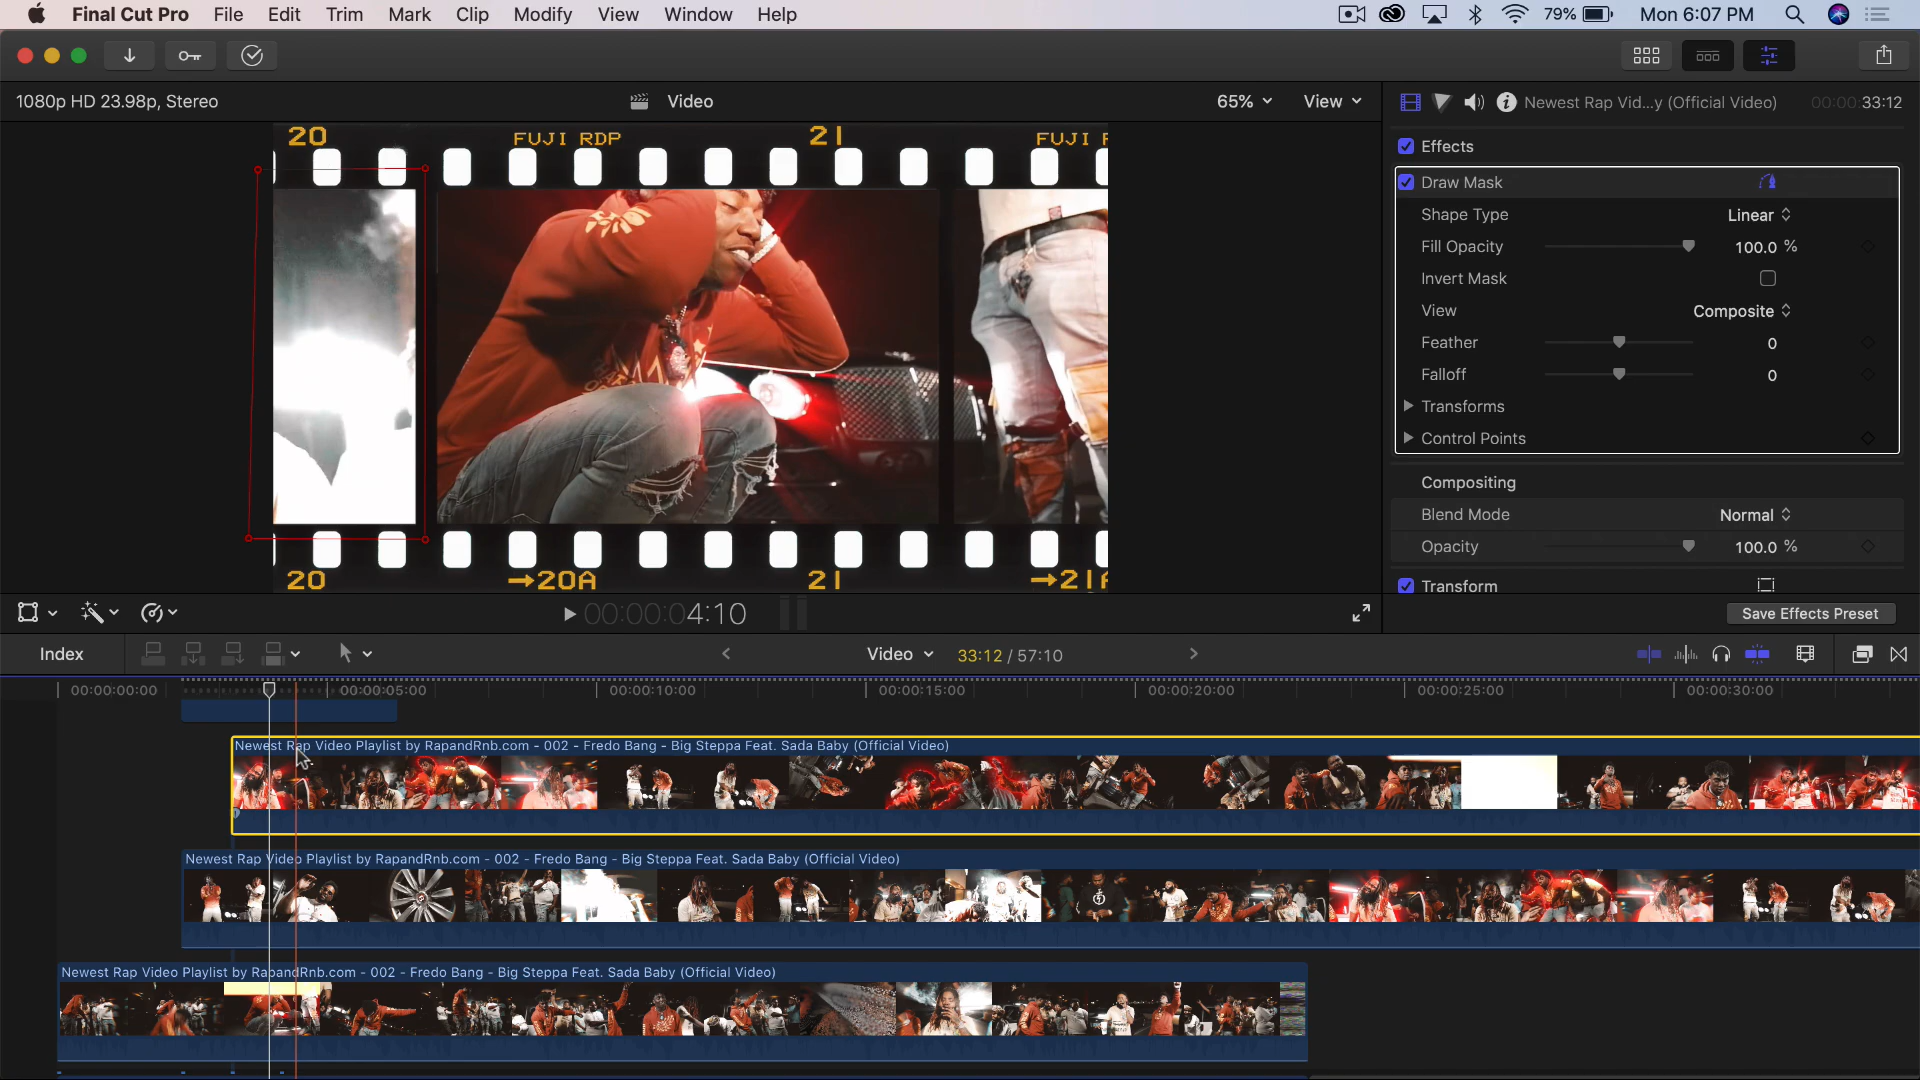 Final Cut Pro File Edit Trim Mark Clip Modify View Window Help 79% Mon 6:07 PM
1080p HD 23.98p, Stereo Video 65% View Newest Rap Vid...y (Official Video) 00:00:33:12
20 FUJI RDP 21 FUJI
Effects
Draw Mask
Shape Type Linear
Fill Opacity 100.0 %
Invert Mask
View Composite
Feather 0
Falloff 0
Transforms
Control Points
Compositing
Blend Mode Normal
Opacity 100.0 %
Transform
20 →20A 21 →21A
00:00:04:10 Save Effects Preset
Index Video 33:12 / 57:10
00:00:00:00 00:00:05:00 00:00:10:00 00:00:15:00 00:00:20:00 00:00:25:00 00:00:30:00
Newest Rap Video Playlist by RapandRnb.com - 002 - Fredo Bang - Big Steppa Feat. Sada Baby (Official Video)
Newest Rap Video Playlist by RapandRnb.com - 002 - Fredo Bang - Big Steppa Feat. Sada Baby (Official Video)
Newest Rap Video Playlist by RapandRnb.com - 002 - Fredo Bang - Big Steppa Feat. Sada Baby (Official Video)